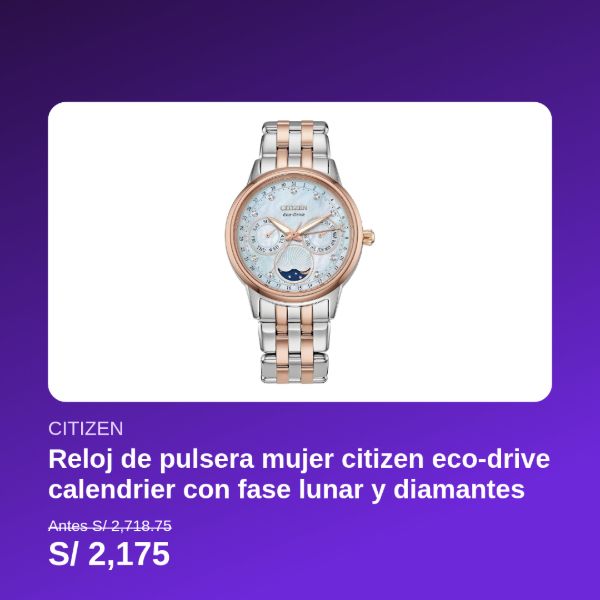 CITIZEN
Eco-Drive
CITIZEN
Reloj de pulsera mujer citizen eco-drive
calendrier con fase lunar y diamantes
Antes S/ 2,718.75
S/ 2,175